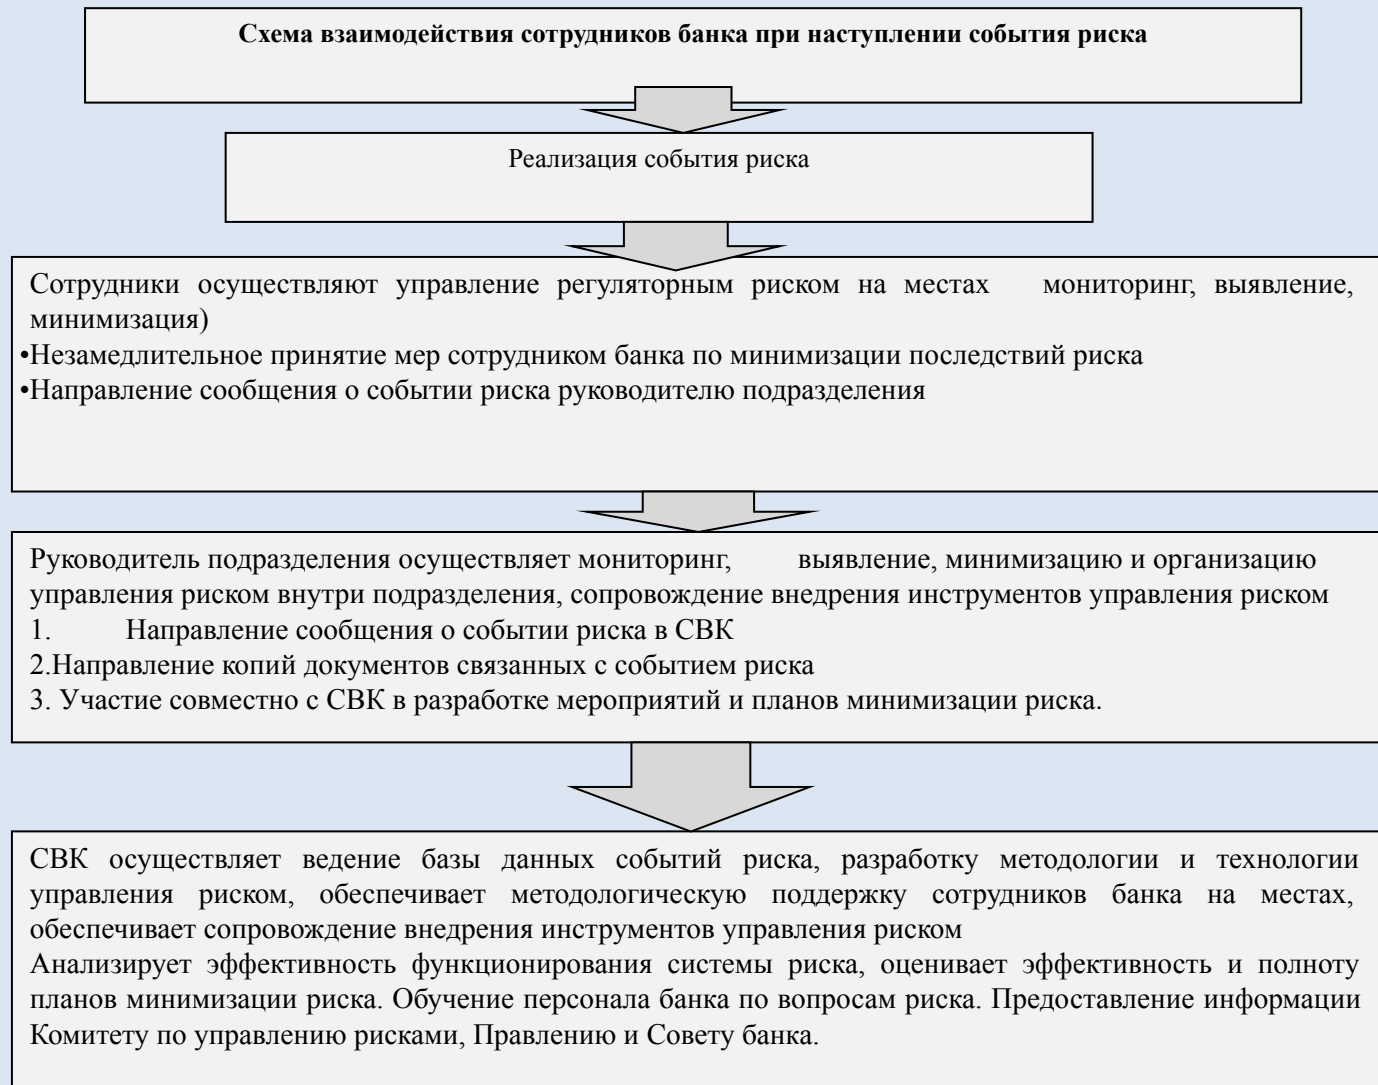 Схема взаимодействия сотрудников банка при наступлении события риска
Реализация события риска
Сотрудники осуществляют управление регуляторным риском на местах мониторинг, выявление,
минимизация)
•Незамедлительное принятие мер сотрудником банка по минимизации последствий риска
•Направление сообщения о событии риска руководителю подразделения
Руководитель подразделения осуществляет мониторинг, выявление, минимизацию и организацию
управления риском внутри подразделения, сопровождение внедрения инструментов управления риском
1. Направление сообщения о событии риска в СВК
2.Направление копий документов связанных с событием риска
3. Участие совместно с СВК в разработке мероприятий и планов минимизации риска.
СВК осуществляет ведение базы данных событий риска, разработку методологии и технологии
управления риском, обеспечивает методологическую поддержку сотрудников банка на местах,
обеспечивает сопровождение внедрения инструментов управления риском
Анализирует эффективность функционирования системы риска, оценивает эффективность и полноту
планов минимизации риска. Обучение персонала банка по вопросам риска. Предоставление информации
Комитету по управлению рисками, Правлению и Совету банка.